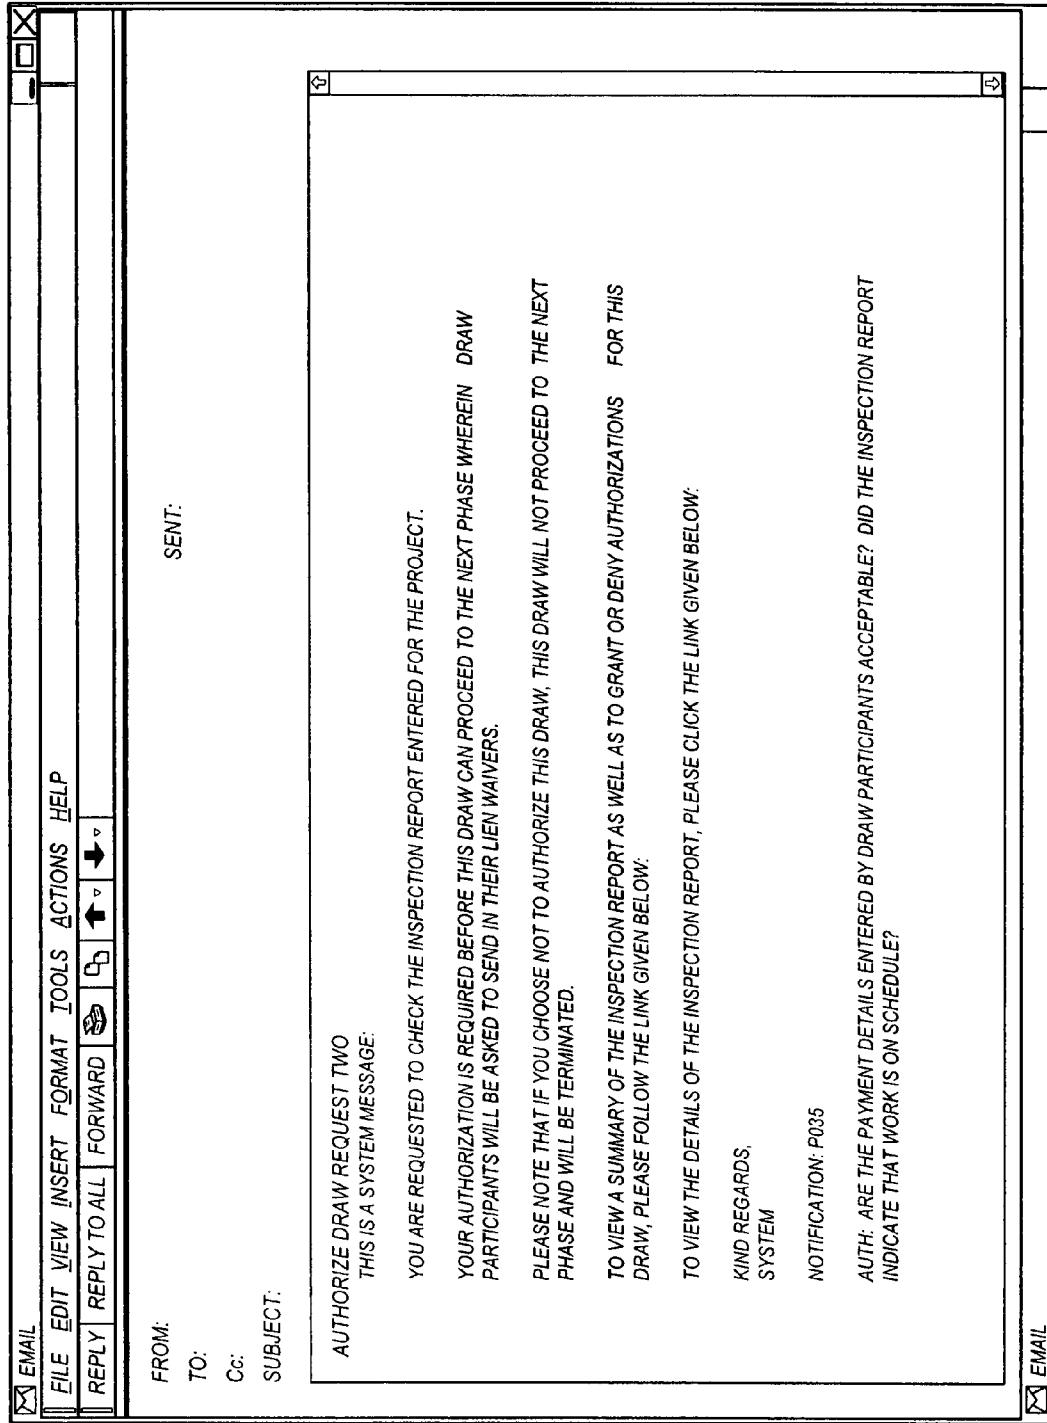 EMAIL
FILE EDIT VIEW INSERT FORMAT TOOLS ACTIONS HELP
REPLY REPLY TO ALL FORWARD
FROM:
SENT:
TO:
Cc:
SUBJECT:
AUTHORIZE DRAW REQUEST TWO
THIS IS A SYSTEM MESSAGE:
YOU ARE REQUESTED TO CHECK THE INSPECTION REPORT ENTERED FOR THE PROJECT.
YOUR AUTHORIZATION IS REQUIRED BEFORE THIS DRAW CAN PROCEED TO THE NEXT PHASE WHEREIN DRAW
PARTICIPANTS WILL BE ASKED TO SEND IN THEIR LIEN WAIVERS.
PLEASE NOTE THAT IF YOU CHOOSE NOT TO AUTHORIZE THIS DRAW, THIS DRAW WILL NOT PROCEED TO THE NEXT
PHASE AND WILL BE TERMINATED.
TO VIEW A SUMMARY OF THE INSPECTION REPORT AS WELL AS TO GRANT OR DENY AUTHORIZATIONS FOR THIS
DRAW, PLEASE FOLLOW THE LINK GIVEN BELOW:
TO VIEW THE DETAILS OF THE INSPECTION REPORT, PLEASE CLICK THE LINK GIVEN BELOW:
KIND REGARDS,
SYSTEM
NOTIFICATION: P035
AUTH: ARE THE PAYMENT DETAILS ENTERED BY DRAW PARTICIPANTS ACCEPTABLE? DID THE INSPECTION REPORT
INDICATE THAT WORK IS ON SCHEDULE?
EMAIL